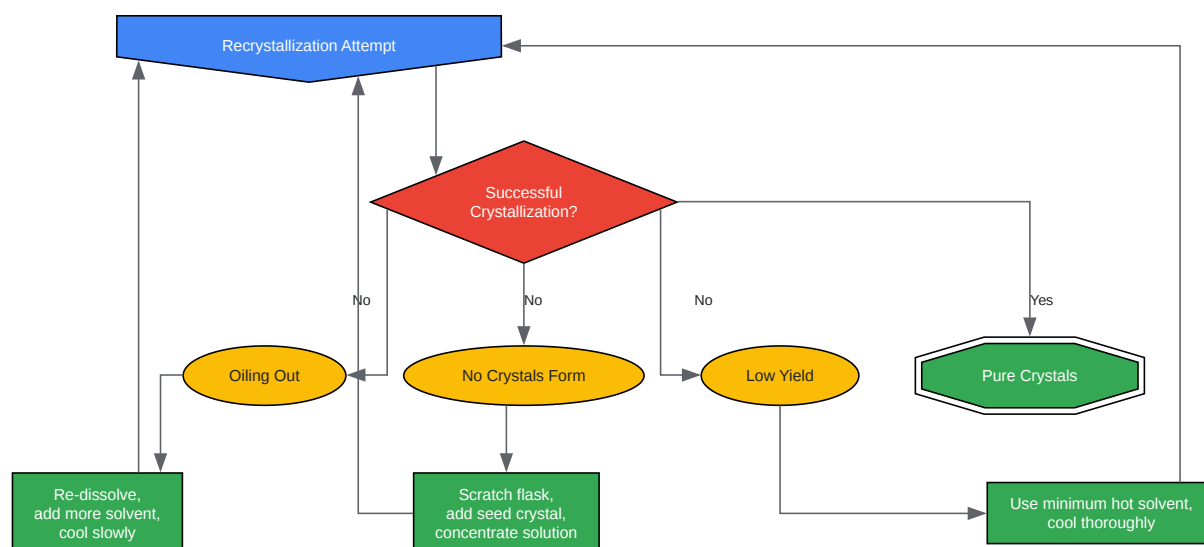 Recrystallization Attempt
Successful
Crystallization?
No
No
No
Yes
Oiling Out
No Crystals Form
Low Yield
Pure Crystals
Re-dissolve,
add more solvent,
cool slowly
Scratch flask,
add seed crystal,
concentrate solution
Use minimum hot solvent,
cool thoroughly